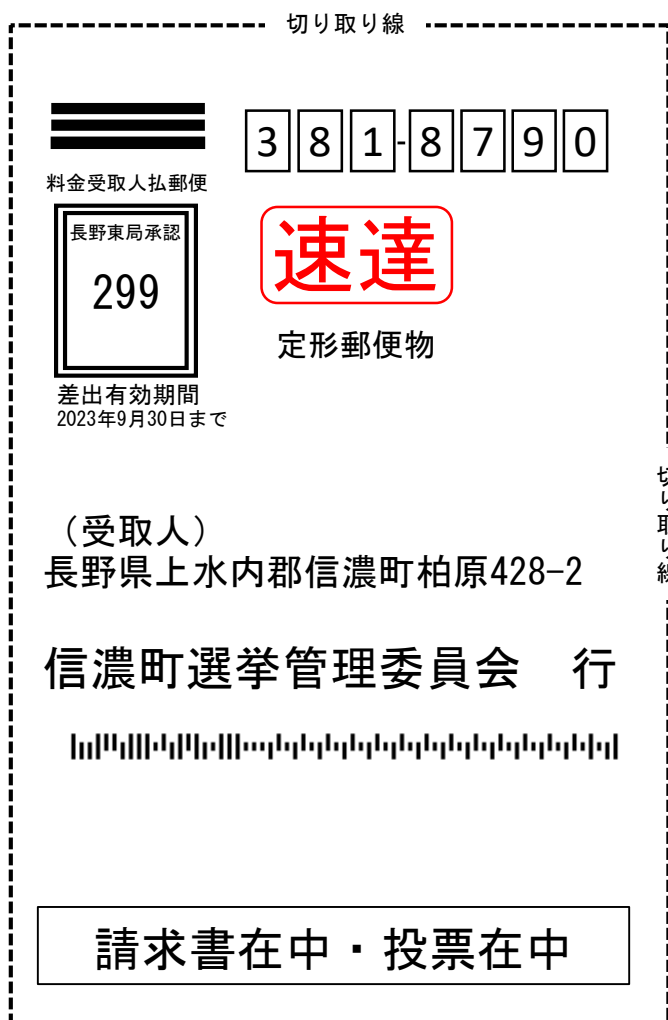 切り取り線
381-8790
料金受取人払郵便
長野東局承認
299
速達
定形郵便物
差出有効期間
2023年9月30日まで
切り取り線
（受取人）
長野県上水内郡信濃町柏原428−2
信濃町選挙管理委員会　行
請求書在中・投票在中